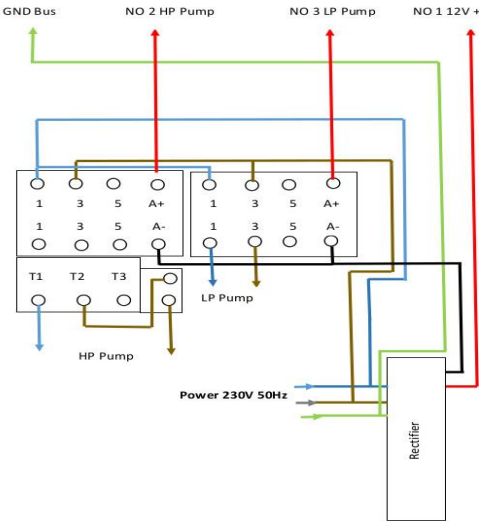 GND Bus NO 2 HP Pump NO 3 LP Pump NO 1 12V +
1 3 5 A+ 1 3 5 A+
1 3 5 A- 1 3 5 A-
T1 T2 T3
LP Pump
HP Pump
Power 230V 50Hz
Rectifier